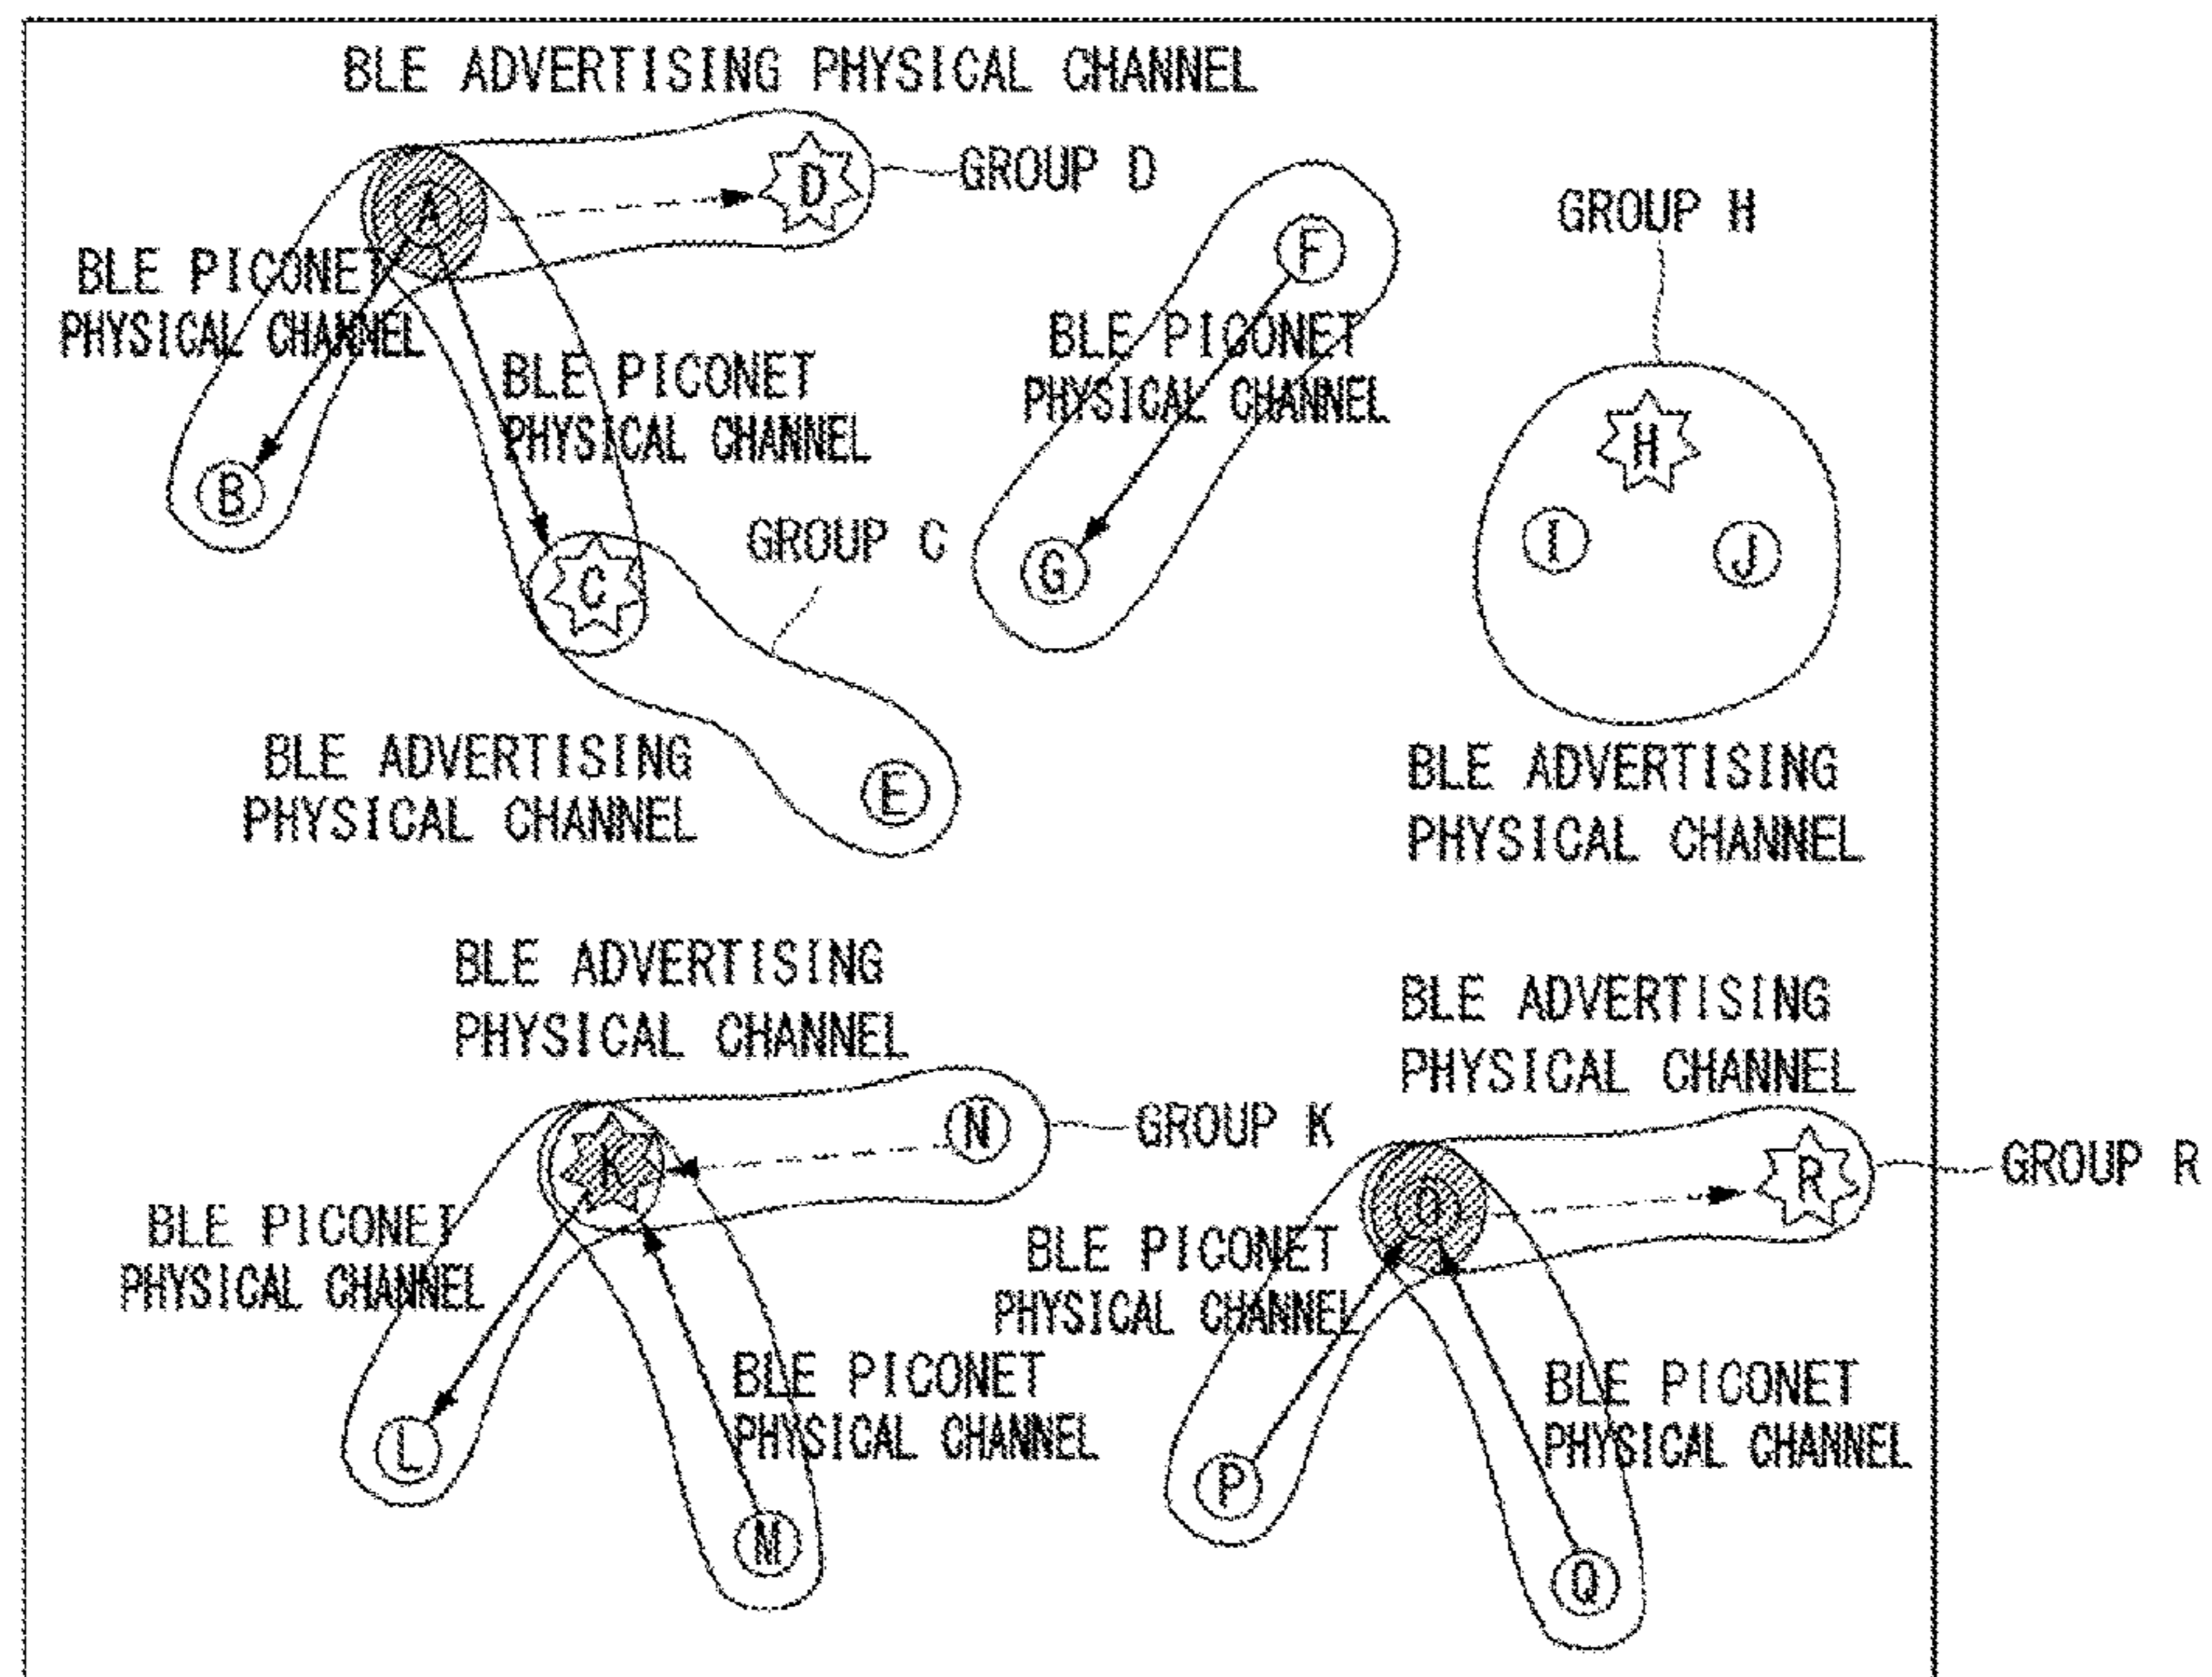 BLE ADVERTISING PHYSICAL CHANNEL
A
D
GROUP D
BLE PICONET
PHYSICAL CHANNEL
B
BLE PICONET
PHYSICAL CHANNEL
C
GROUP C
BLE ADVERTISING
PHYSICAL CHANNEL
E
F
BLE PICONET
PHYSICAL CHANNEL
G
GROUP H
H
I
J
BLE ADVERTISING
PHYSICAL CHANNEL
BLE ADVERTISING
PHYSICAL CHANNEL
K
N
GROUP K
BLE PICONET
PHYSICAL CHANNEL
L
BLE PICONET
PHYSICAL CHANNEL
M
BLE ADVERTISING
PHYSICAL CHANNEL
R
GROUP R
BLE PICONET
PHYSICAL CHANNEL
P
BLE PICONET
PHYSICAL CHANNEL
Q